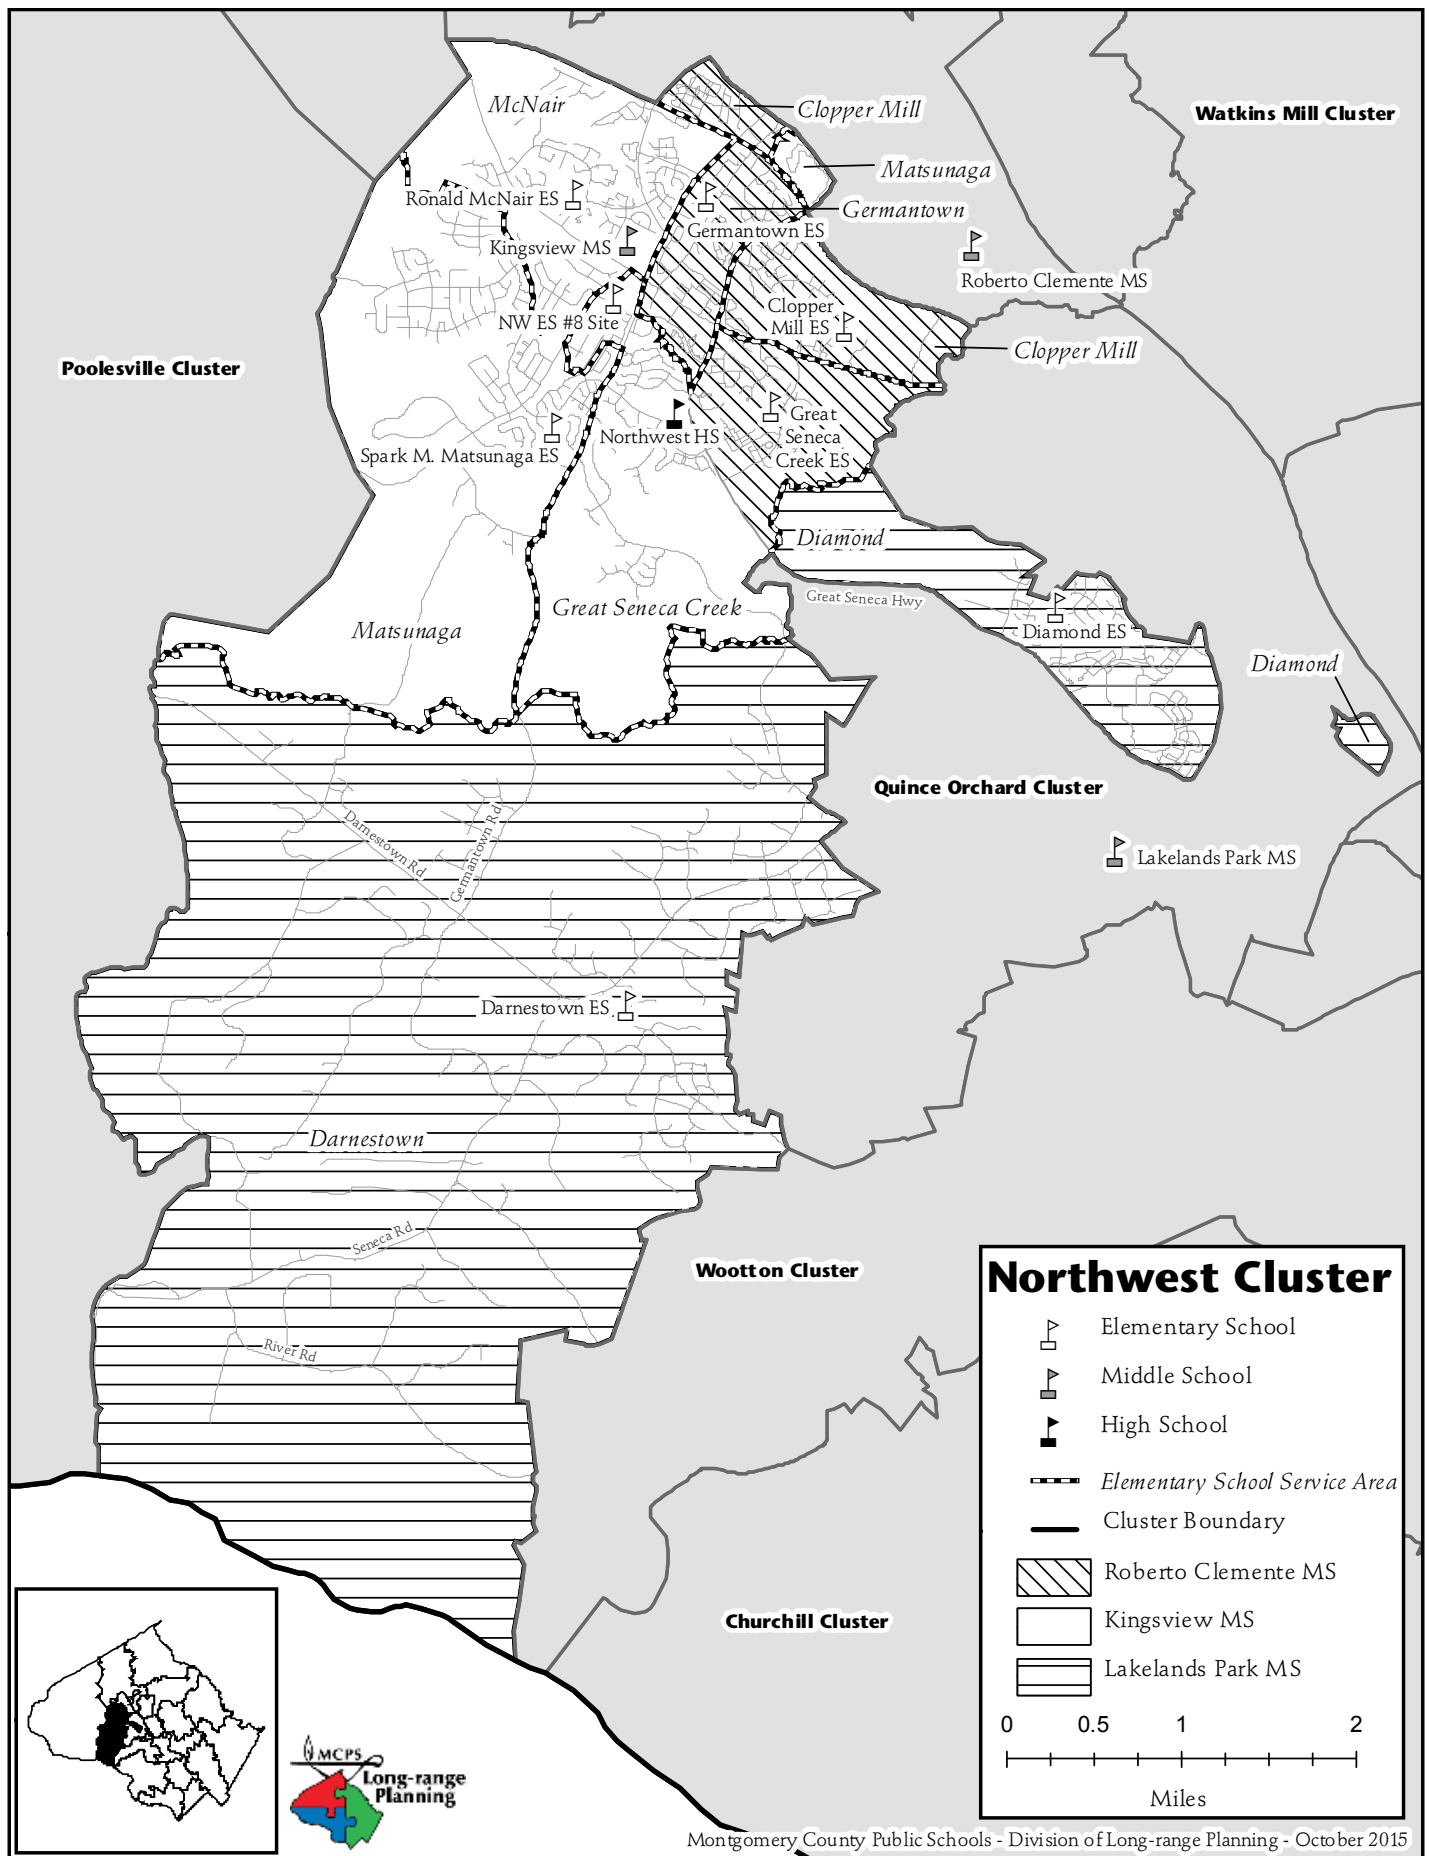 McNair
Clopper Mill
Watkins Mill Cluster
Matsunaga
Ronald McNair ES
Germantown
Germantown ES
Kingsview MS
Roberto Clemente MS
Clopper
Mill ES
NW ES #8 Site
Clopper Mill
Poolesville Cluster
Great
Seneca
Creek ES
Northwest HS
Spark M. Matsunaga ES
Diamond
Great Seneca Hwy
Great Seneca Creek
Matsunaga
Diamond ES
Diamond
Quince Orchard Cluster
Darnestown Rd
Germantown Rd
Lakelands Park MS
Darnestown ES
Darnestown
Seneca Rd
Wootton Cluster
River Rd
Churchill Cluster
Northwest Cluster
Elementary School
Middle School
High School
Elementary School Service Area
Cluster Boundary
Roberto Clemente MS
Kingsview MS
Lakelands Park MS
0 0.5 1 2
Miles
MCPS
Long-range
Planning
Montgomery County Public Schools - Division of Long-range Planning - October 2015